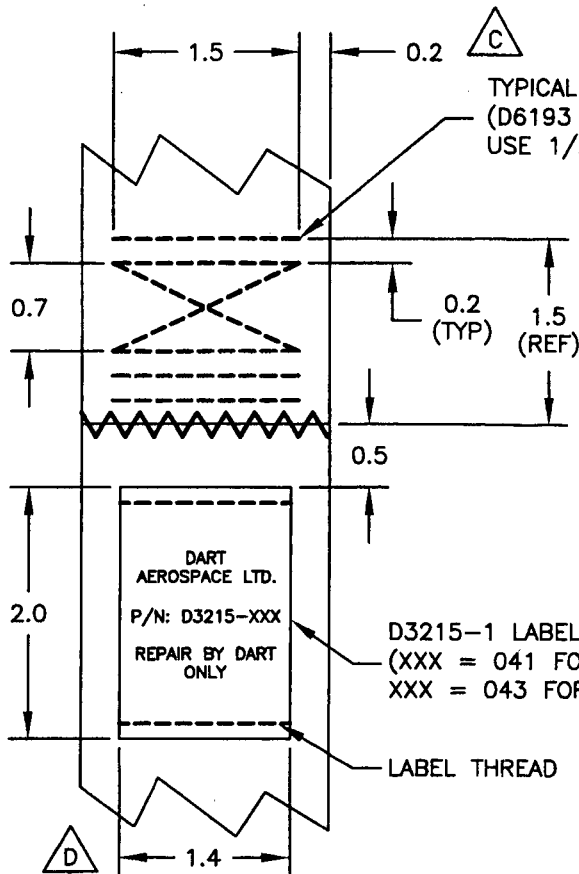 1.5
0.2
C
TYPICAL
(D6193
USE 1/
0.7
0.2
(TYP)
1.5
(REF)
0.5
DART
AEROSPACE LTD.
P/N: D3215-XXX
REPAIR BY DART
ONLY
2.0
D3215-1 LABEL
(XXX = 041 FO
XXX = 043 FOR
LABEL THREAD
D
1.4